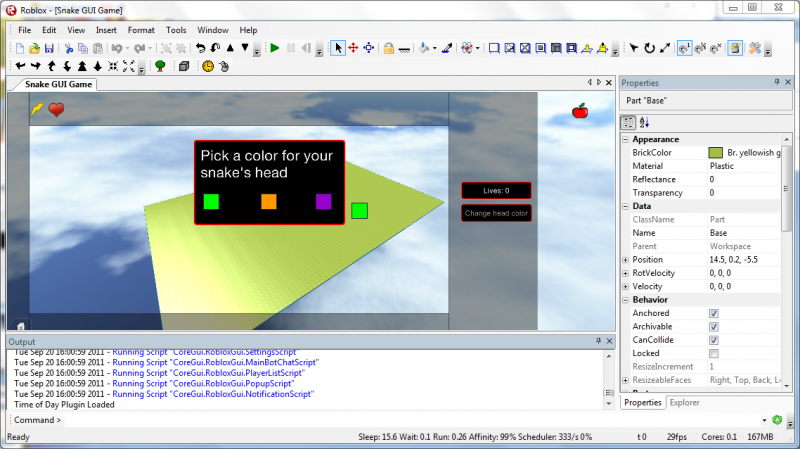 Roblox - [Snake GUI Game]
File Edit View Insert Format Tools Window Help
Snake GUI Game
Pick a color for your
snake's head
Lives: 0
Change head color
Properties
Part "Base"
Appearance
BrickColor Br. yellowish g
Material Plastic
Reflectance 0
Transparency 0
Data
ClassName Part
Name Base
Parent Workspace
Position 14.5, 0.2, -5.5
RotVelocity 0, 0, 0
Velocity 0, 0, 0
Behavior
Anchored
Archivable
CanCollide
Locked
ResizeIncrement 1
ResizeableFaces Right, Top, Back, L
Properties Explorer
Output
Tue Sep 20 16:00:59 2011 - Running Script "CoreGui.RobloxGui.SettingsScript"
Tue Sep 20 16:00:59 2011 - Running Script "CoreGui.RobloxGui.MainBotChatScript"
Tue Sep 20 16:00:59 2011 - Running Script "CoreGui.RobloxGui.PlayerListScript"
Tue Sep 20 16:00:59 2011 - Running Script "CoreGui.RobloxGui.PopupScript"
Tue Sep 20 16:00:59 2011 - Running Script "CoreGui.RobloxGui.NotificationScript"
Time of Day Plugin Loaded
Command >
Ready Sleep: 15.6 Wait: 0.1 Run: 0.26 Affinity: 99% Scheduler: 333/s 0% t 0 29fps Cores: 0.1 167MB